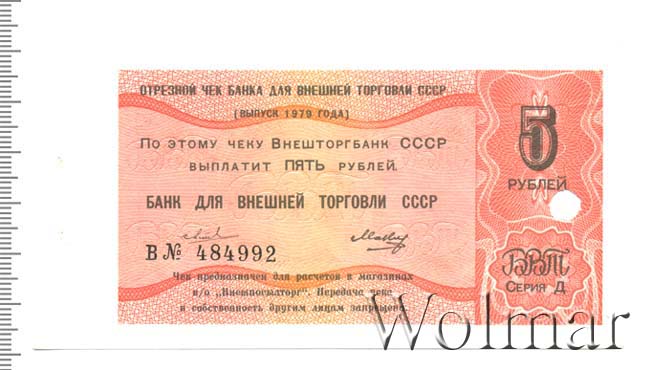 ОТРЕЗНОЙ ЧЕК БАНКА ДЛЯ ВНЕШНЕЙ ТОРГОВЛИ СССР
(ВЫПУСК 1979 ГОДА)
ПО ЭТОМУ ЧЕКУ ВНЕШТОРГБАНК СССР
ВЫПЛАТИТ ПЯТЬ РУБЛЕЙ.
БАНК ДЛЯ ВНЕШНЕЙ ТОРГОВЛИ СССР
В № 484992
Чек предназначен для расчетов в магазинах
в/о „Внешпосылторг". Передача чека
в собственность другим лицам запрещена.
5
РУБЛЕЙ
БВТ
СЕРИЯ Д
Wolmar